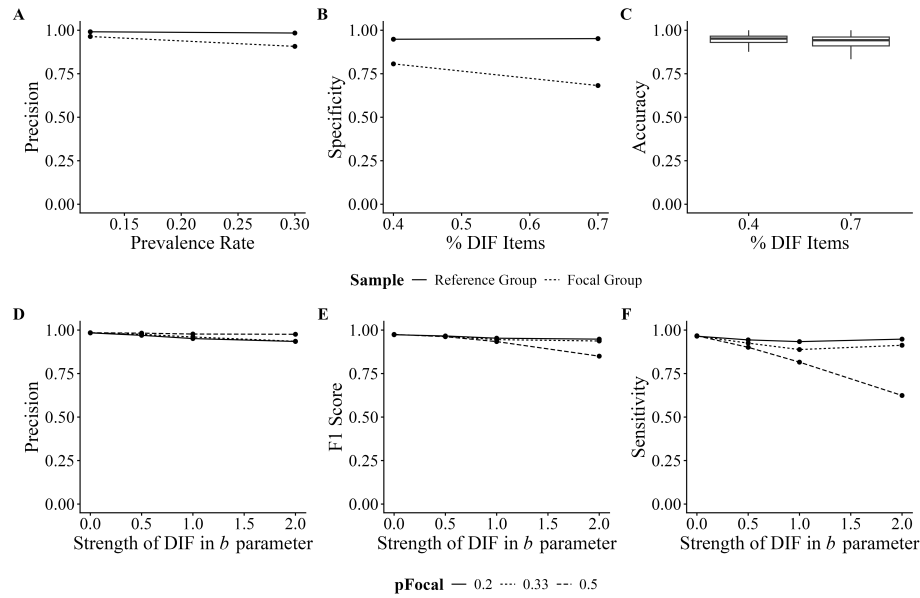 A
Precision
1.00
0.75
0.50
0.25
0.00
0.15 0.20 0.25 0.30
Prevalence Rate
B
Specificity
1.00
0.75
0.50
0.25
0.00
0.4 0.5 0.6 0.7
% DIF Items
C
Accuracy
1.00
0.75
0.50
0.25
0.00
0.4 0.7
% DIF Items
Sample Reference Group Focal Group
D
Precision
1.00
0.75
0.50
0.25
0.00
0.0 0.5 1.0 1.5 2.0
Strength of DIF in b parameter
E
F1 Score
1.00
0.75
0.50
0.25
0.00
0.0 0.5 1.0 1.5 2.0
Strength of DIF in b parameter
F
Sensitivity
1.00
0.75
0.50
0.25
0.00
0.0 0.5 1.0 1.5 2.0
Strength of DIF in b parameter
pFocal 0.2 0.33 0.5